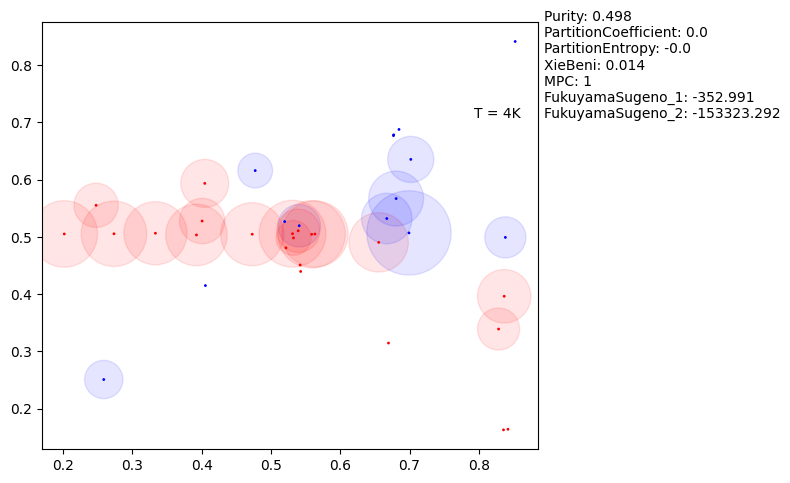 Purity: 0.498
PartitionCoefficient: 0.0
PartitionEntropy: -0.0
XieBeni: 0.014
MPC: 1
FukuyamaSugeno_1: -352.991
FukuyamaSugeno_2: -153323.292
T = 4K
0.8
0.7
0.6
0.5
0.4
0.3
0.2
0.2 0.3 0.4 0.5 0.6 0.7 0.8